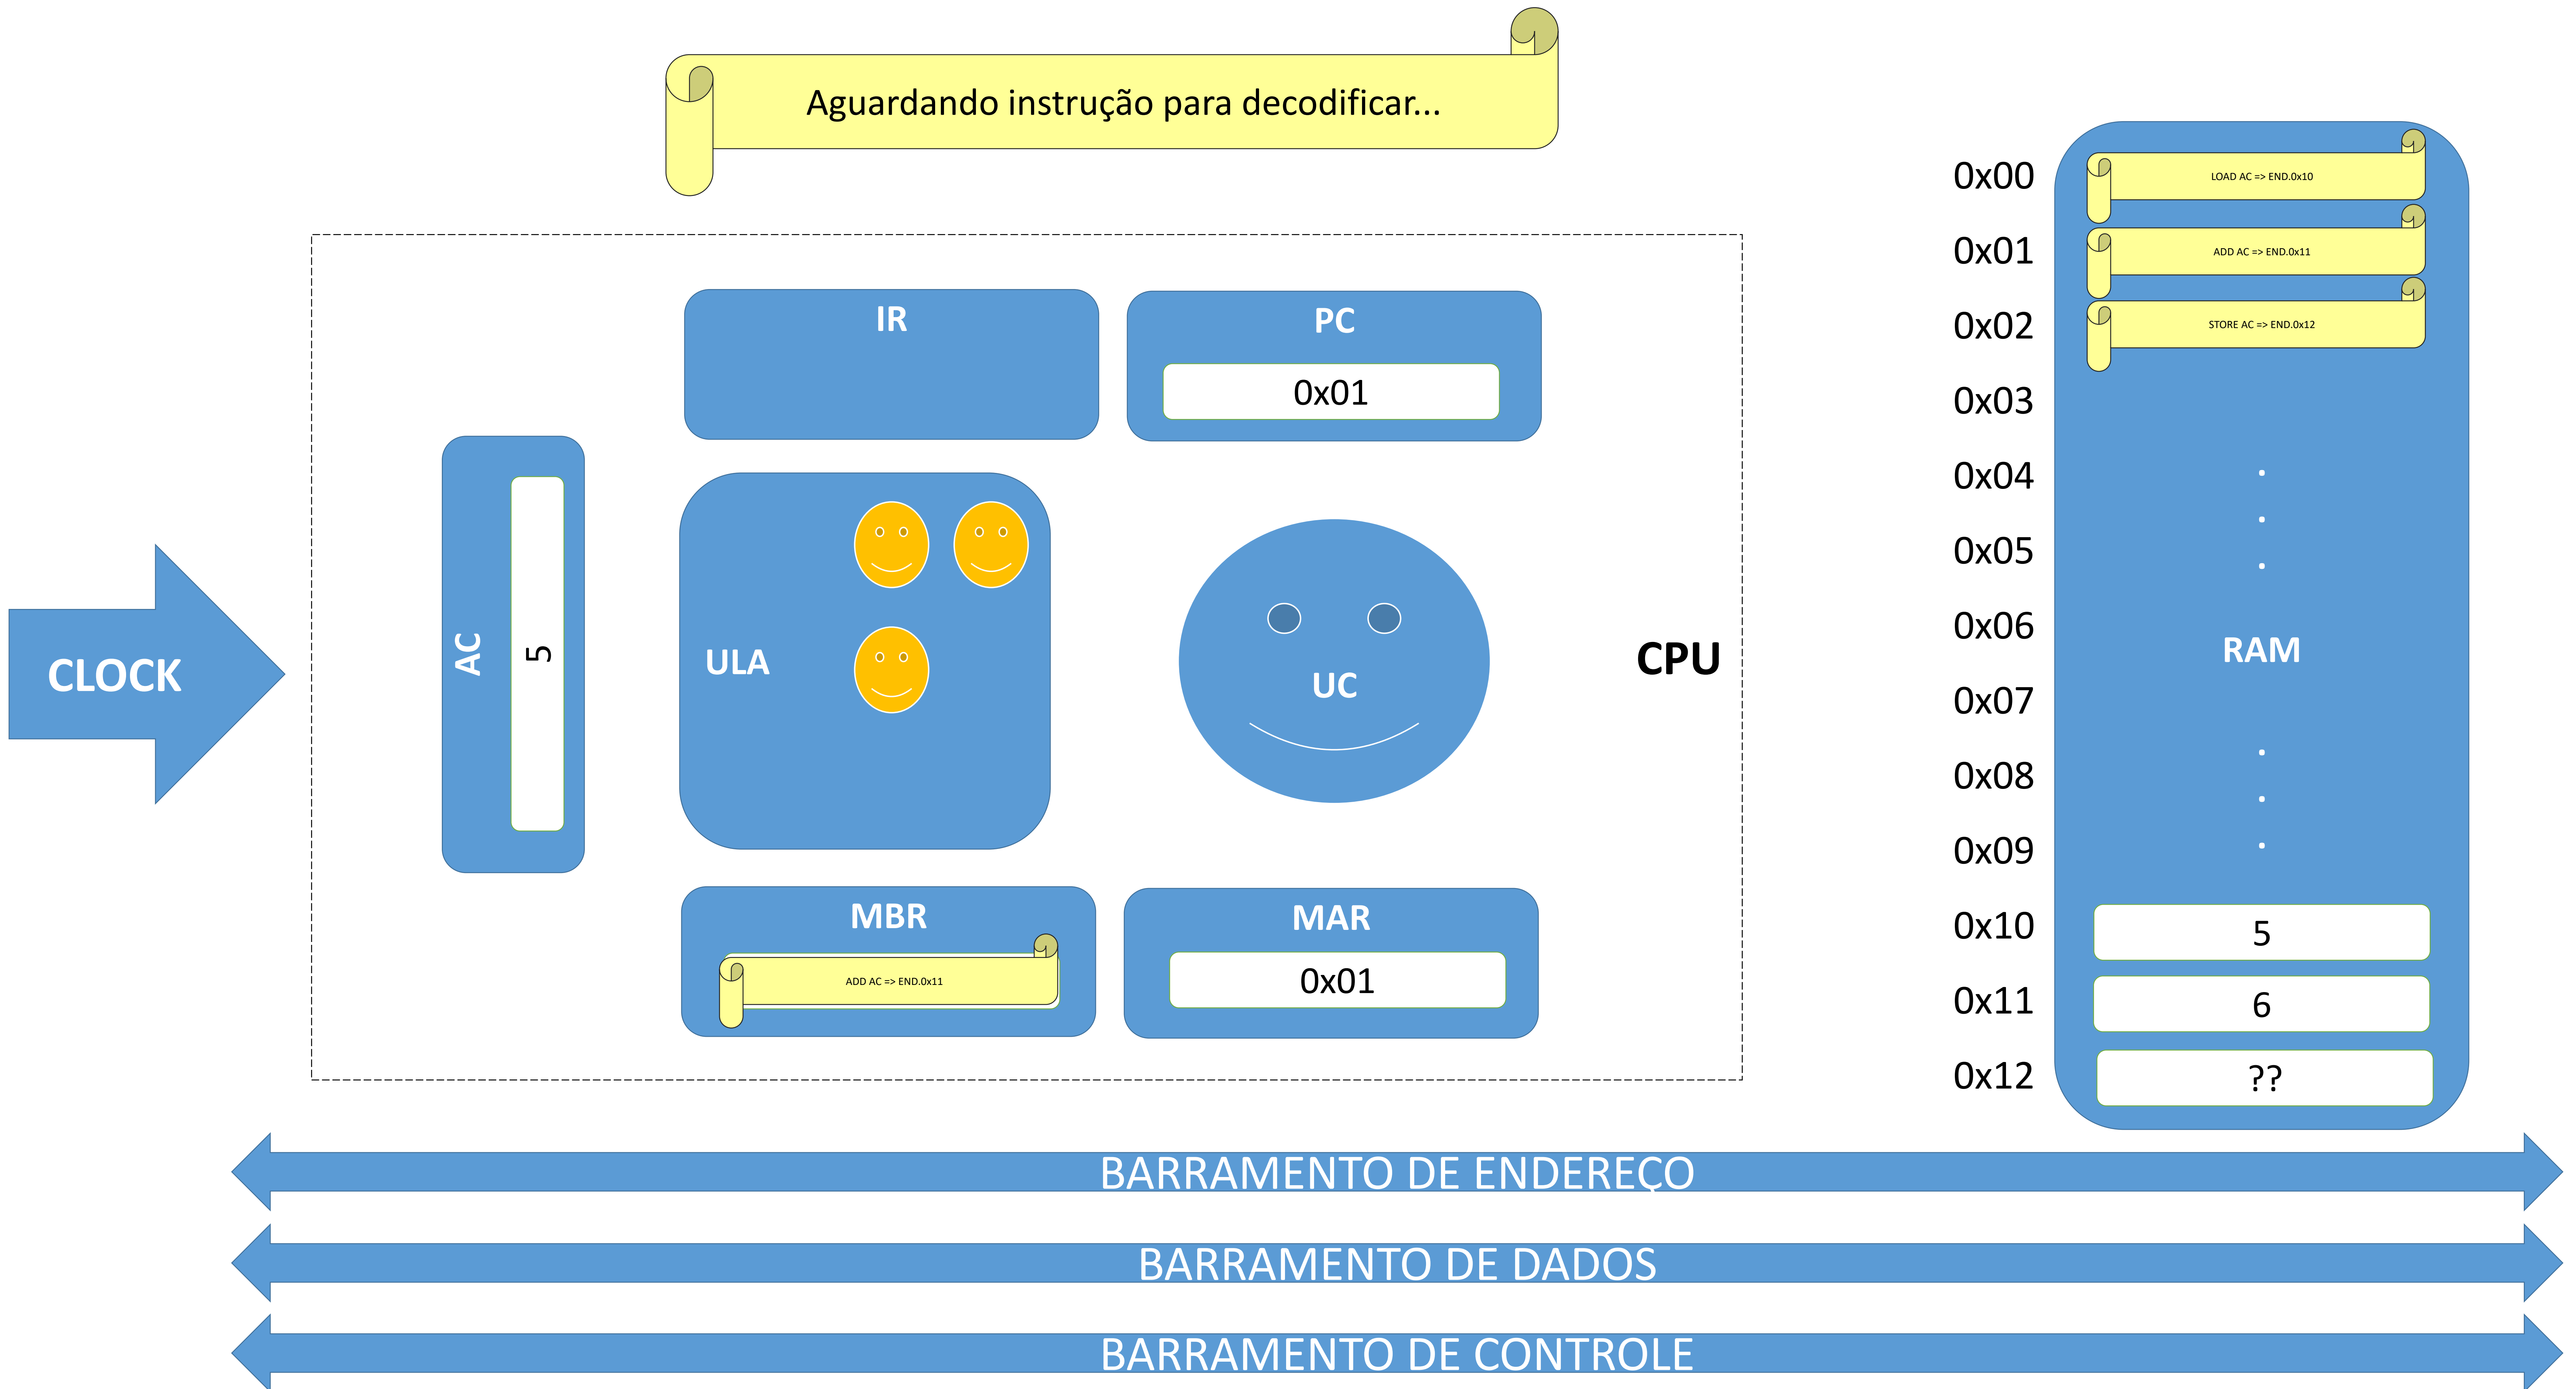 Aguardando instrução para decodificar...
IR
PC
0x01
AC
5
ULA
UC
CPU
CLOCK
MBR
ADD AC => END.0x11
MAR
0x01
0x00
LOAD AC => END.0x10
0x01
ADD AC => END.0x11
0x02
STORE AC => END.0x12
0x03
0x04
0x05
0x06
RAM
0x07
0x08
0x09
0x10
5
0x11
6
0x12
??
BARRAMENTO DE ENDEREÇO
BARRAMENTO DE DADOS
BARRAMENTO DE CONTROLE